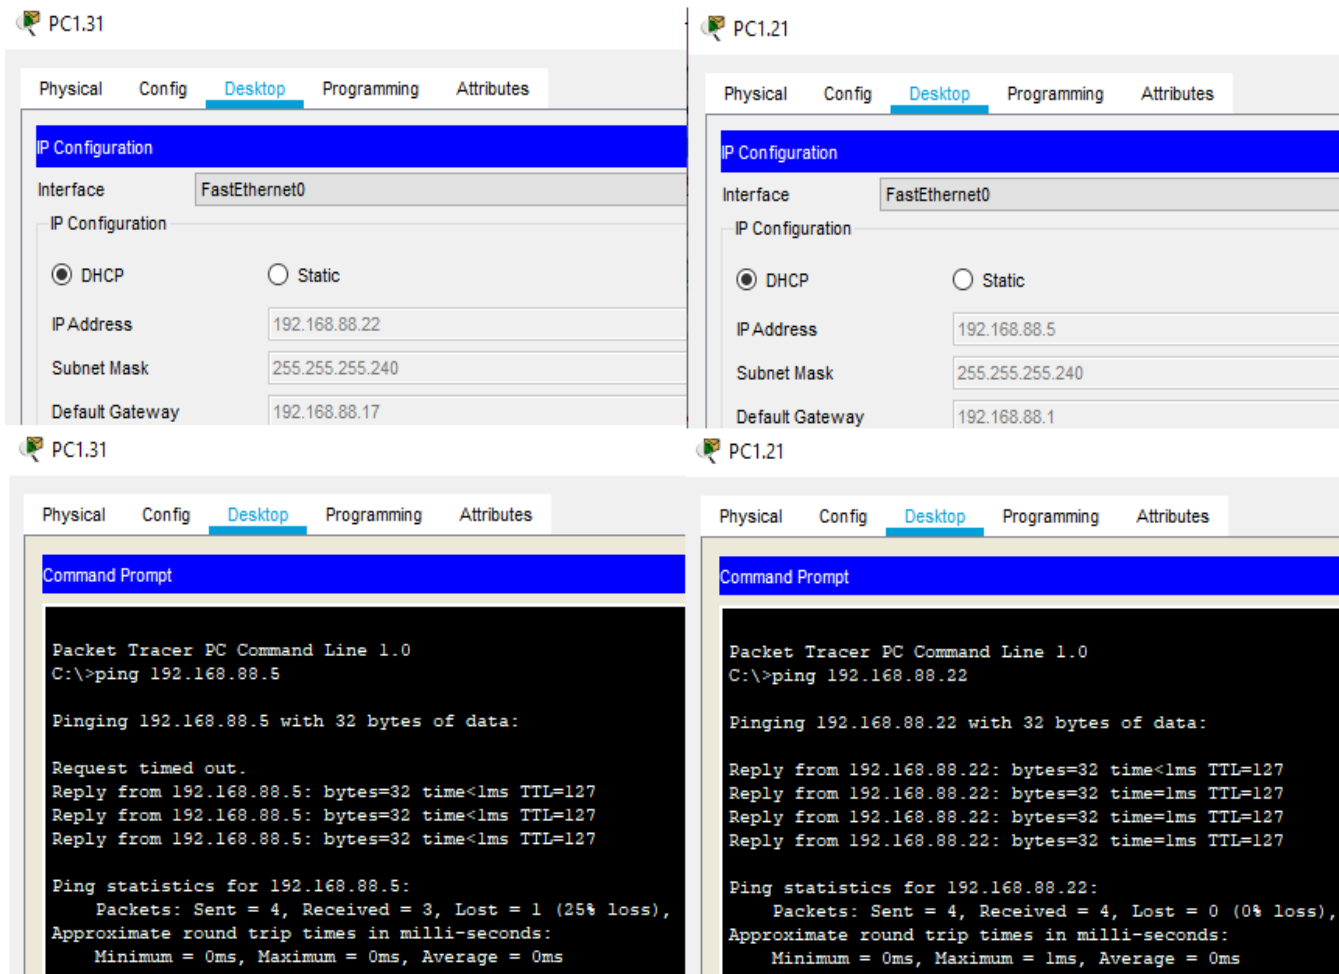 PC1.31
Physical Config Desktop Programming Attributes
IP Configuration
Interface FastEthernet0
IP Configuration
DHCP Static
IP Address 192.168.88.22
Subnet Mask 255.255.255.240
Default Gateway 192.168.88.17
PC1.21
Physical Config Desktop Programming Attributes
IP Configuration
Interface FastEthernet0
IP Configuration
DHCP Static
IP Address 192.168.88.5
Subnet Mask 255.255.255.240
Default Gateway 192.168.88.1
PC1.31
Physical Config Desktop Programming Attributes
Command Prompt
Packet Tracer PC Command Line 1.0
C:\>ping 192.168.88.5
Pinging 192.168.88.5 with 32 bytes of data:
Request timed out.
Reply from 192.168.88.5: bytes=32 time<1ms TTL=127
Reply from 192.168.88.5: bytes=32 time<1ms TTL=127
Reply from 192.168.88.5: bytes=32 time<1ms TTL=127
Ping statistics for 192.168.88.5:
Packets: Sent = 4, Received = 3, Lost = 1 (25% loss),
Approximate round trip times in milli-seconds:
Minimum = 0ms, Maximum = 0ms, Average = 0ms
PC1.21
Physical Config Desktop Programming Attributes
Command Prompt
Packet Tracer PC Command Line 1.0
C:\>ping 192.168.88.22
Pinging 192.168.88.22 with 32 bytes of data:
Reply from 192.168.88.22: bytes=32 time<1ms TTL=127
Reply from 192.168.88.22: bytes=32 time=1ms TTL=127
Reply from 192.168.88.22: bytes=32 time=1ms TTL=127
Reply from 192.168.88.22: bytes=32 time=1ms TTL=127
Ping statistics for 192.168.88.22:
Packets: Sent = 4, Received = 4, Lost = 0 (0% loss),
Approximate round trip times in milli-seconds:
Minimum = 0ms, Maximum = 1ms, Average = 0ms